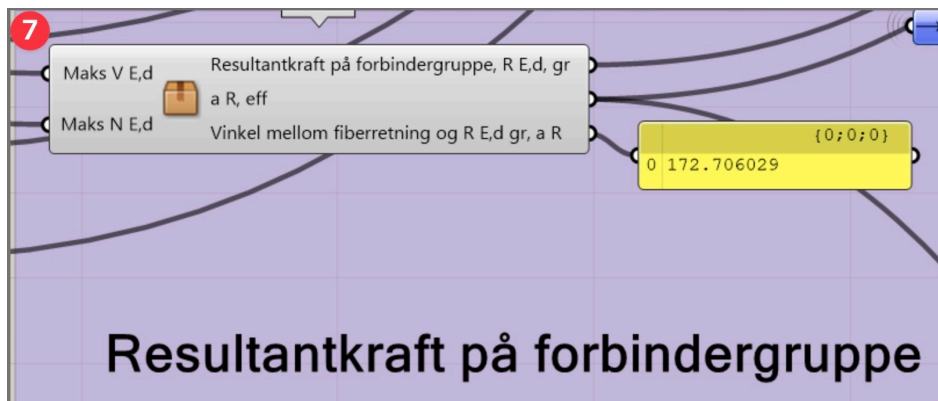 7
Maks V E,d
Maks N E,d
Resultantkraft på forbindergruppe, R E,d, gr
a R, eff
Vinkel mellom fiberretning og R E,d gr, a R
{0;0;0}
0 172.706029
Resultantkraft på forbindergruppe